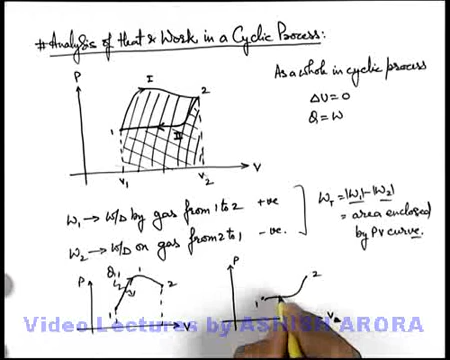 # Analysis of Heat & Work in a Cyclic Process:
As a whole in cyclic process
ΔU = 0
Q = W
P
I
1
2
II
V₁
V₂
V
W₁ → W/D by gas from 1 to 2 +ve
W₂ → W/D on gas from 2 to 1 -ve.
W_T = |W₁| - |W₂|
= area enclosed
by PV curve.
P
Q₁
1
2
V
P
1
2
V
Video Lectures by ASHISH ARORA